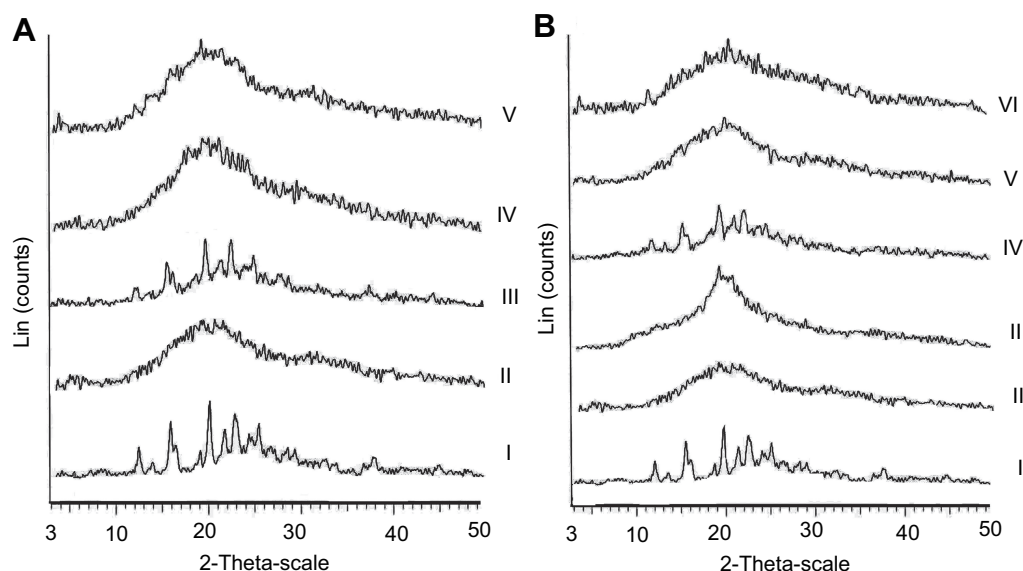 A
Lin (counts)
V
IV
III
II
I
3 10 20 30 40 50
2-Theta-scale
B
Lin (counts)
VI
V
IV
II
II
I
3 10 20 30 40 50
2-Theta-scale